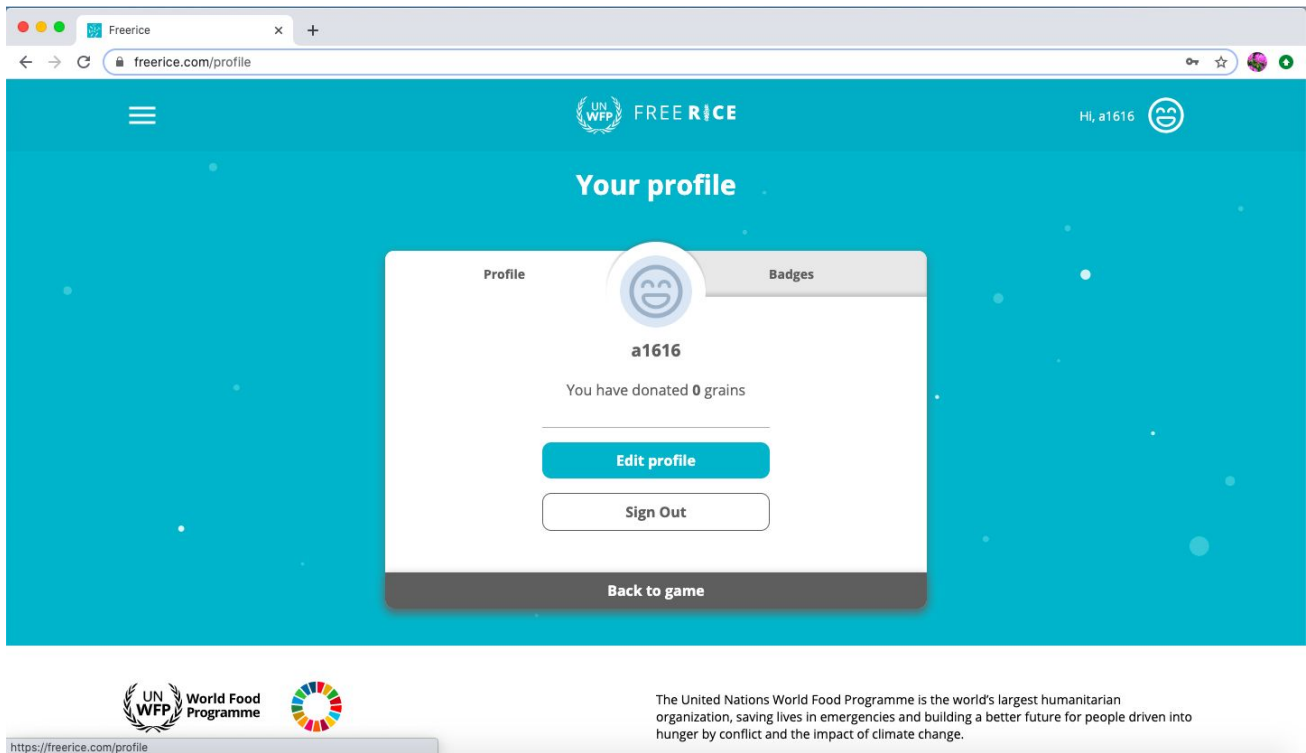 Freerice
freerice.com/profile
UN
WFP
FREE RICE
Hi, a1616
Your profile
Profile
Badges
a1616
You have donated 0 grains
Edit profile
Sign Out
Back to game
UN
WFP
World Food
Programme
The United Nations World Food Programme is the world's largest humanitarian
organization, saving lives in emergencies and building a better future for people driven into
hunger by conflict and the impact of climate change.
https://freerice.com/profile